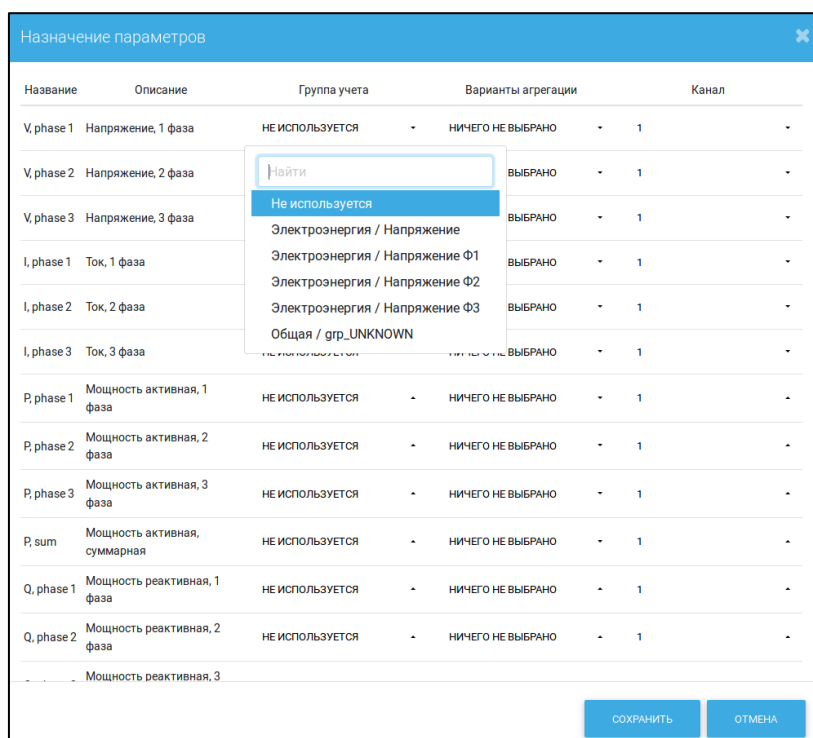 Назначение параметров
Название Описание Группа учета Варианты агрегации Канал
V, phase 1 Напряжение, 1 фаза НЕ ИСПОЛЬЗУЕТСЯ НИЧЕГО НЕ ВЫБРАНО 1
Найти
V, phase 2 Напряжение, 2 фаза ВЫБРАНО 1
Не используется
V, phase 3 Напряжение, 3 фаза ВЫБРАНО 1
Электроэнергия / Напряжение
Электроэнергия / Напряжение Ф1
I, phase 1 Ток, 1 фаза ВЫБРАНО 1
Электроэнергия / Напряжение Ф2
I, phase 2 Ток, 2 фаза ВЫБРАНО 1
Электроэнергия / Напряжение Ф3
Общая / grp_UNKNOWN
I, phase 3 Ток, 3 фаза НЕ ИСПОЛЬЗУЕТСЯ НИЧЕГО НЕ ВЫБРАНО 1
P, phase 1 Мощность активная, 1
фаза НЕ ИСПОЛЬЗУЕТСЯ НИЧЕГО НЕ ВЫБРАНО 1
P, phase 2 Мощность активная, 2
фаза НЕ ИСПОЛЬЗУЕТСЯ НИЧЕГО НЕ ВЫБРАНО 1
P, phase 3 Мощность активная, 3
фаза НЕ ИСПОЛЬЗУЕТСЯ НИЧЕГО НЕ ВЫБРАНО 1
P, sum Мощность активная,
суммарная НЕ ИСПОЛЬЗУЕТСЯ НИЧЕГО НЕ ВЫБРАНО 1
Q, phase 1 Мощность реактивная, 1
фаза НЕ ИСПОЛЬЗУЕТСЯ НИЧЕГО НЕ ВЫБРАНО 1
Q, phase 2 Мощность реактивная, 2
фаза НЕ ИСПОЛЬЗУЕТСЯ НИЧЕГО НЕ ВЫБРАНО 1
Мощность реактивная, 3
СОХРАНИТЬ ОТМЕНА